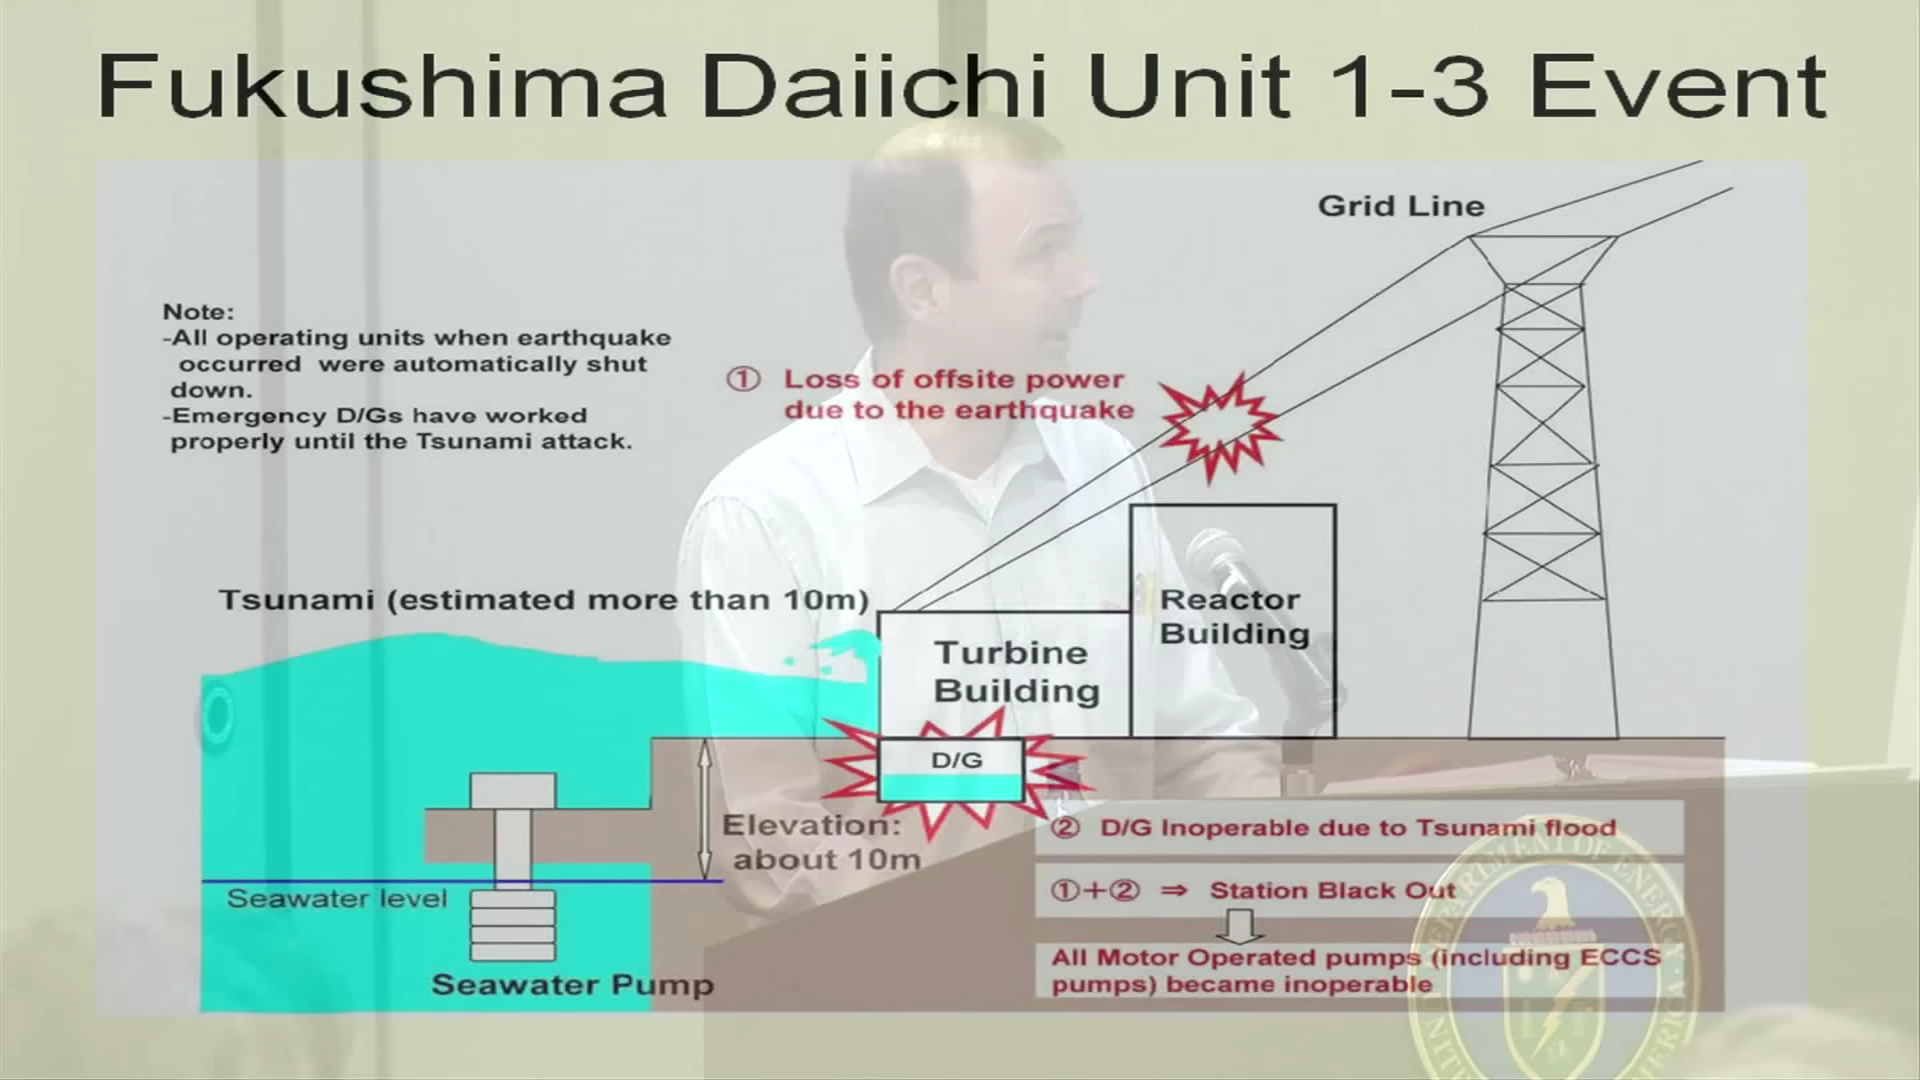 Fukushima Daiichi Unit 1-3 Event
Grid Line
Note:
-All operating units when earthquake
occurred were automatically shut
down.
-Emergency D/Gs have worked
properly until the Tsunami attack.
① Loss of offsite power
due to the earthquake
Tsunami (estimated more than 10m)
Reactor
Building
Turbine
Building
D/G
Elevation:
about 10m
② D/G Inoperable due to Tsunami flood
①+② ⇒ Station Black Out
Seawater level
All Motor Operated pumps (including ECCS
pumps) became inoperable
Seawater Pump
DEPARTMENT OF ENERGY